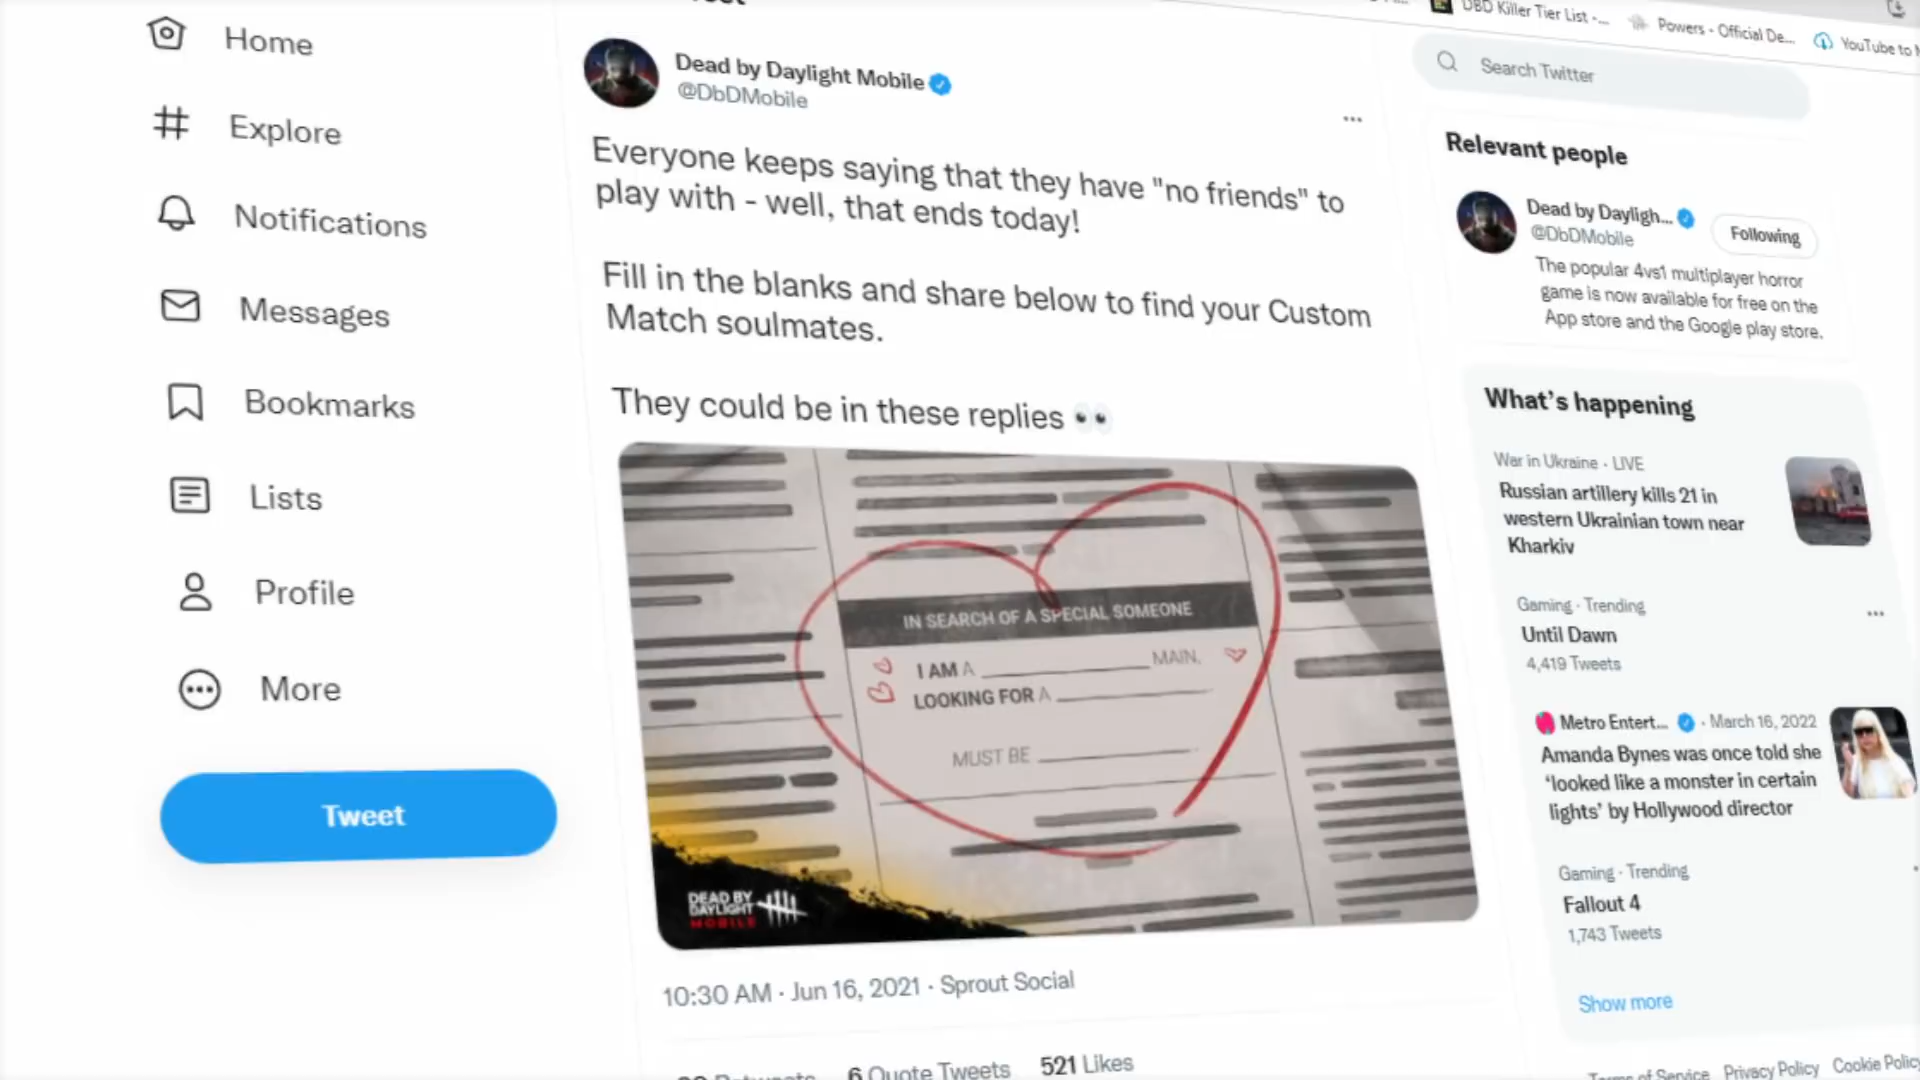 Home
Explore
Notifications
Messages
Bookmarks
Lists
Profile
More
Tweet
Dead by Daylight Mobile
@DbDMobile
Everyone keeps saying that they have "no friends" to
play with - well, that ends today!
Fill in the blanks and share below to find your Custom
Match soulmates.
They could be in these replies 👀
IN SEARCH OF A SPECIAL SOMEONE
I AM A ____ MAIN.
LOOKING FOR A ____
MUST BE ____
DEAD BY
DAYLIGHT
MOBILE
10:30 AM · Jun 16, 2021 · Sprout Social
Retweets 6 Quote Tweets 521 Likes
DBD Killer Tier List -...
Powers - Official De...
YouTube to
Search Twitter
Relevant people
Dead by Dayligh...
@DbDMobile
Following
The popular 4vs1 multiplayer horror
game is now available for free on the
App store and the Google play store.
What's happening
War in Ukraine · LIVE
Russian artillery kills 21 in
western Ukrainian town near
Kharkiv
Gaming · Trending
Until Dawn
4,419 Tweets
Metro Entert... · March 16, 2022
Amanda Bynes was once told she
'looked like a monster in certain
lights' by Hollywood director
Gaming · Trending
Fallout 4
1,743 Tweets
Show more
Terms of Service Privacy Policy Cookie Policy